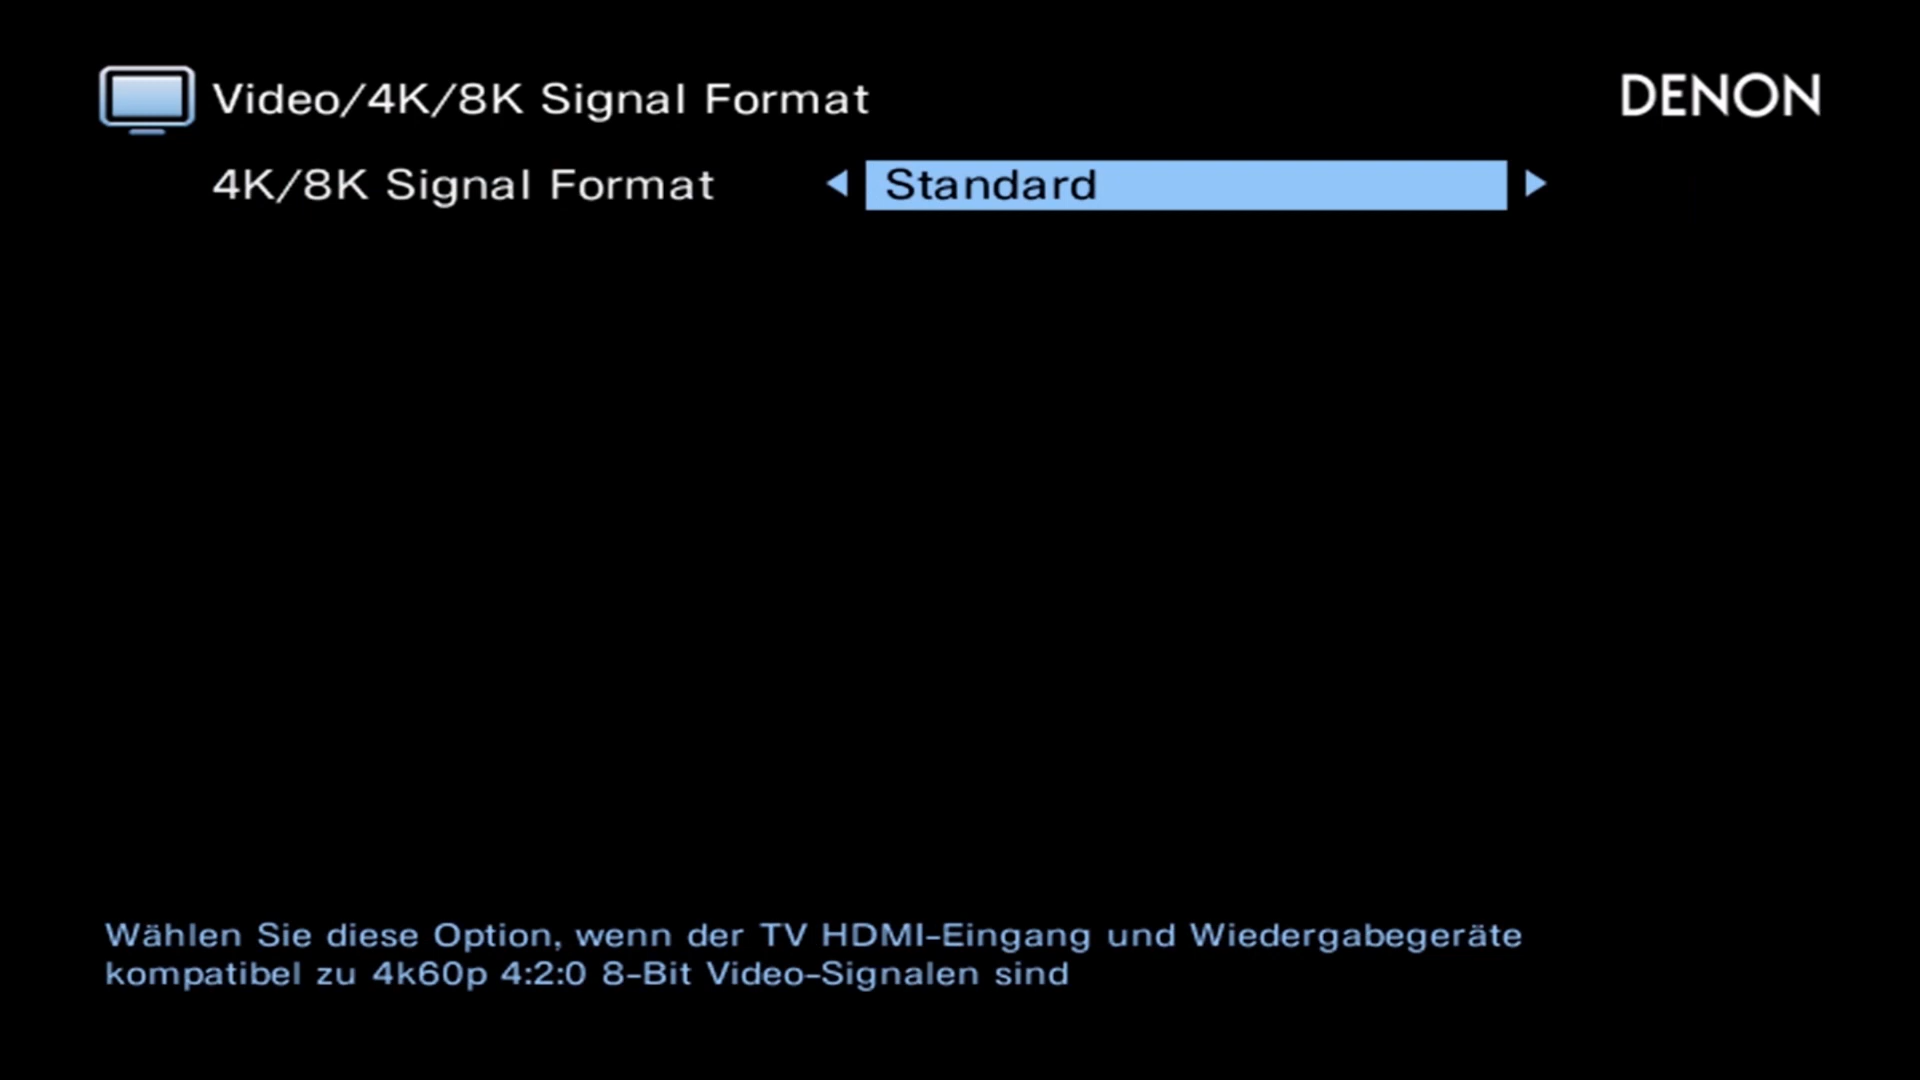 Video/4K/8K Signal Format
DENON
4K/8K Signal Format
Standard
Wählen Sie diese Option, wenn der TV HDMI-Eingang und Wiedergabegeräte
kompatibel zu 4k60p 4:2:0 8-Bit Video-Signalen sind